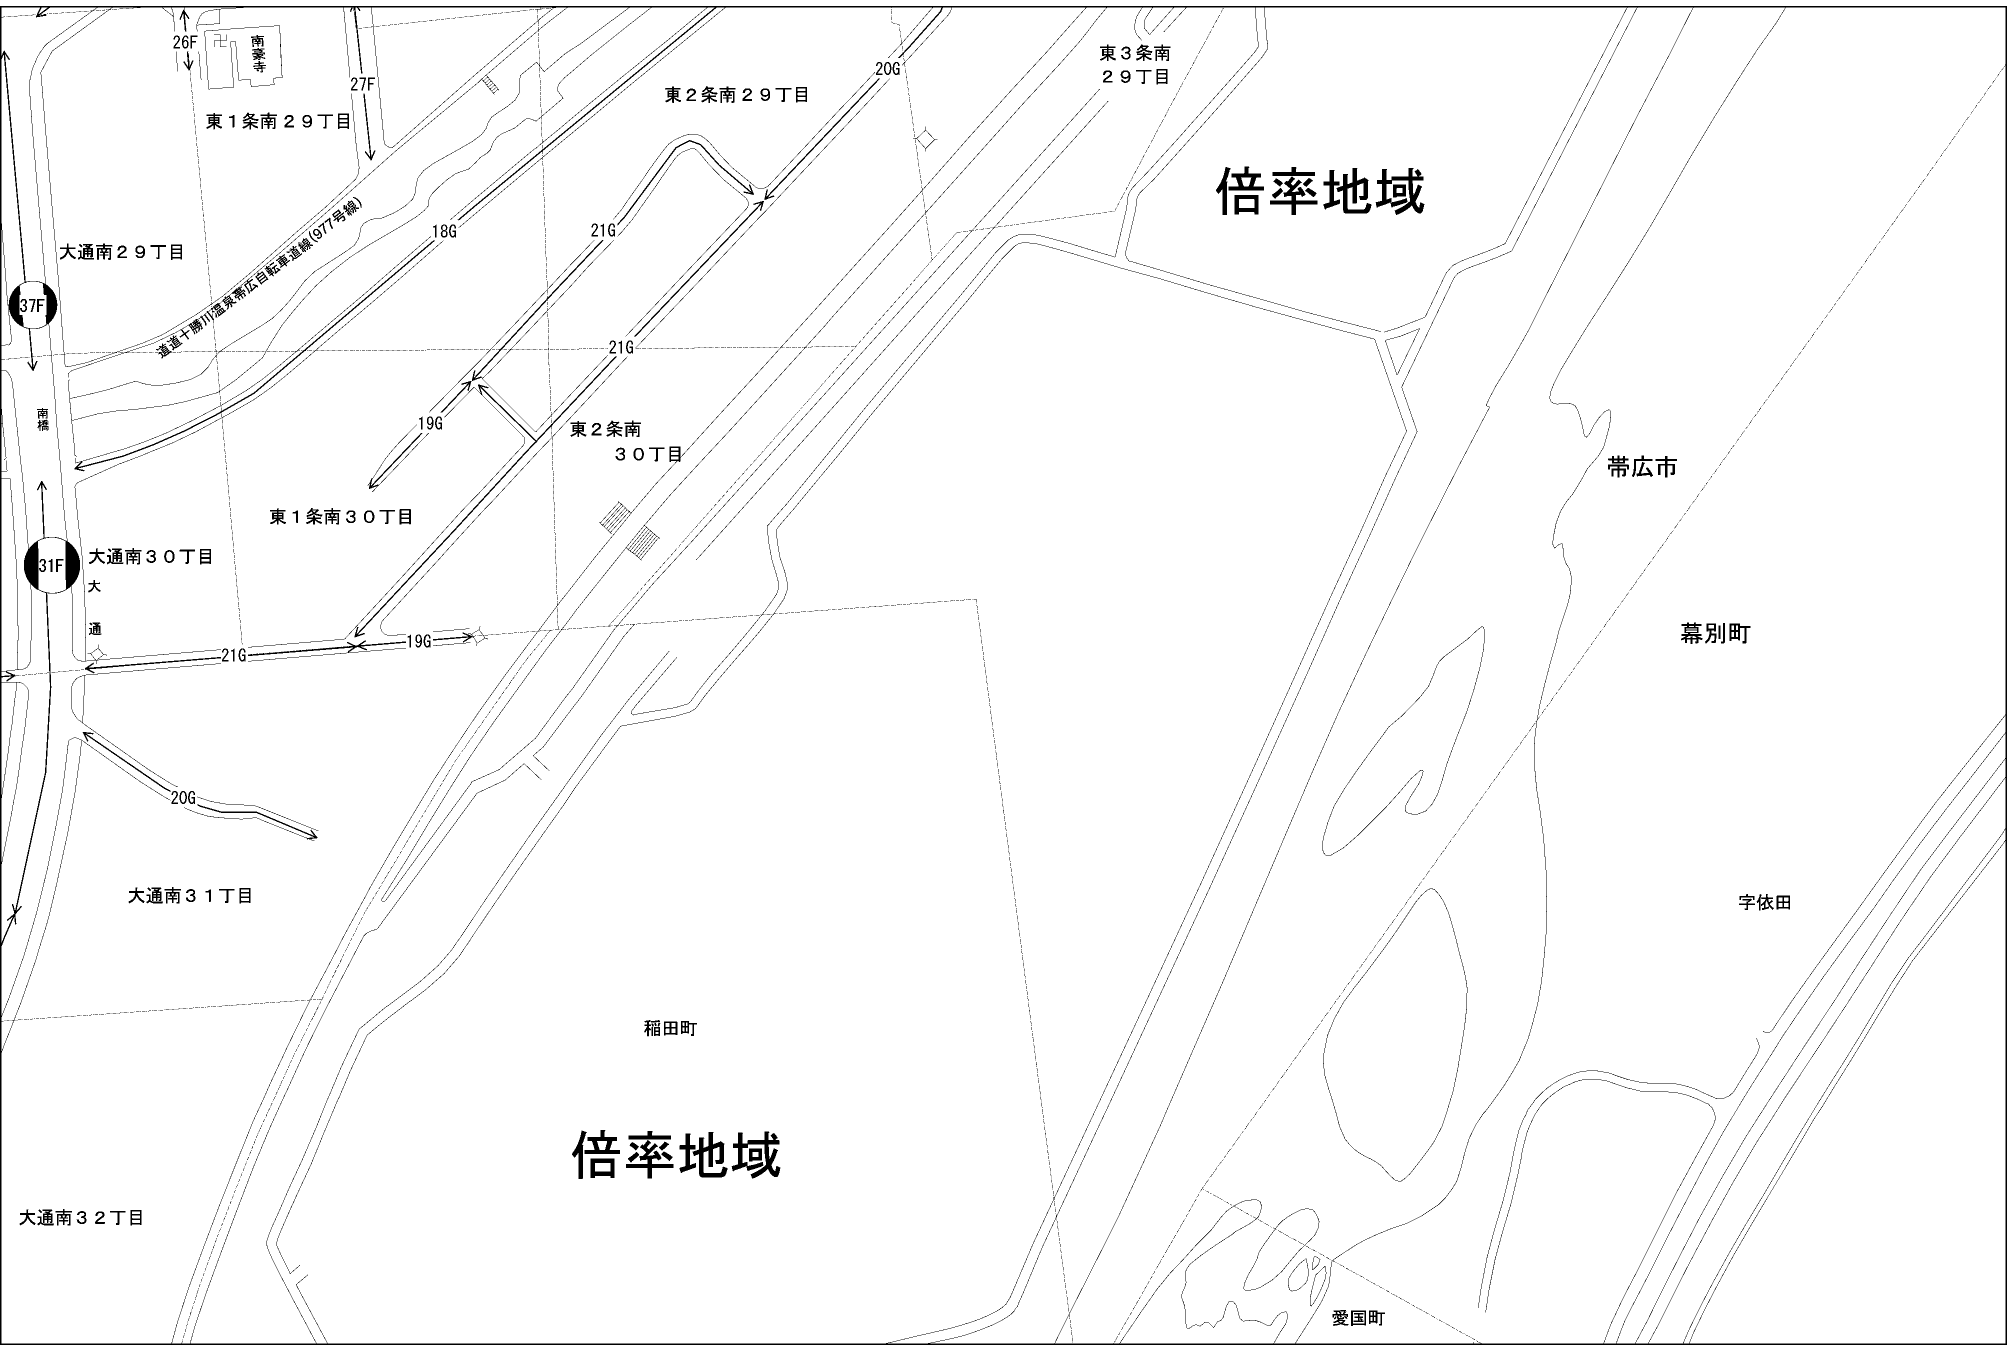 26F
南豪寺
27F
20G
東３条南
２９丁目
東２条南２９丁目
東１条南２９丁目
倍率地域
大通南２９丁目
道道十勝川温泉帯広自転車道線(977号線)
18G
21G
37F
21G
南橋
19G
東２条南
３０丁目
帯広市
東１条南３０丁目
31F
大通南３０丁目
大通
幕別町
21G
19G
20G
大通南３１丁目
字依田
稲田町
倍率地域
大通南３２丁目
愛国町